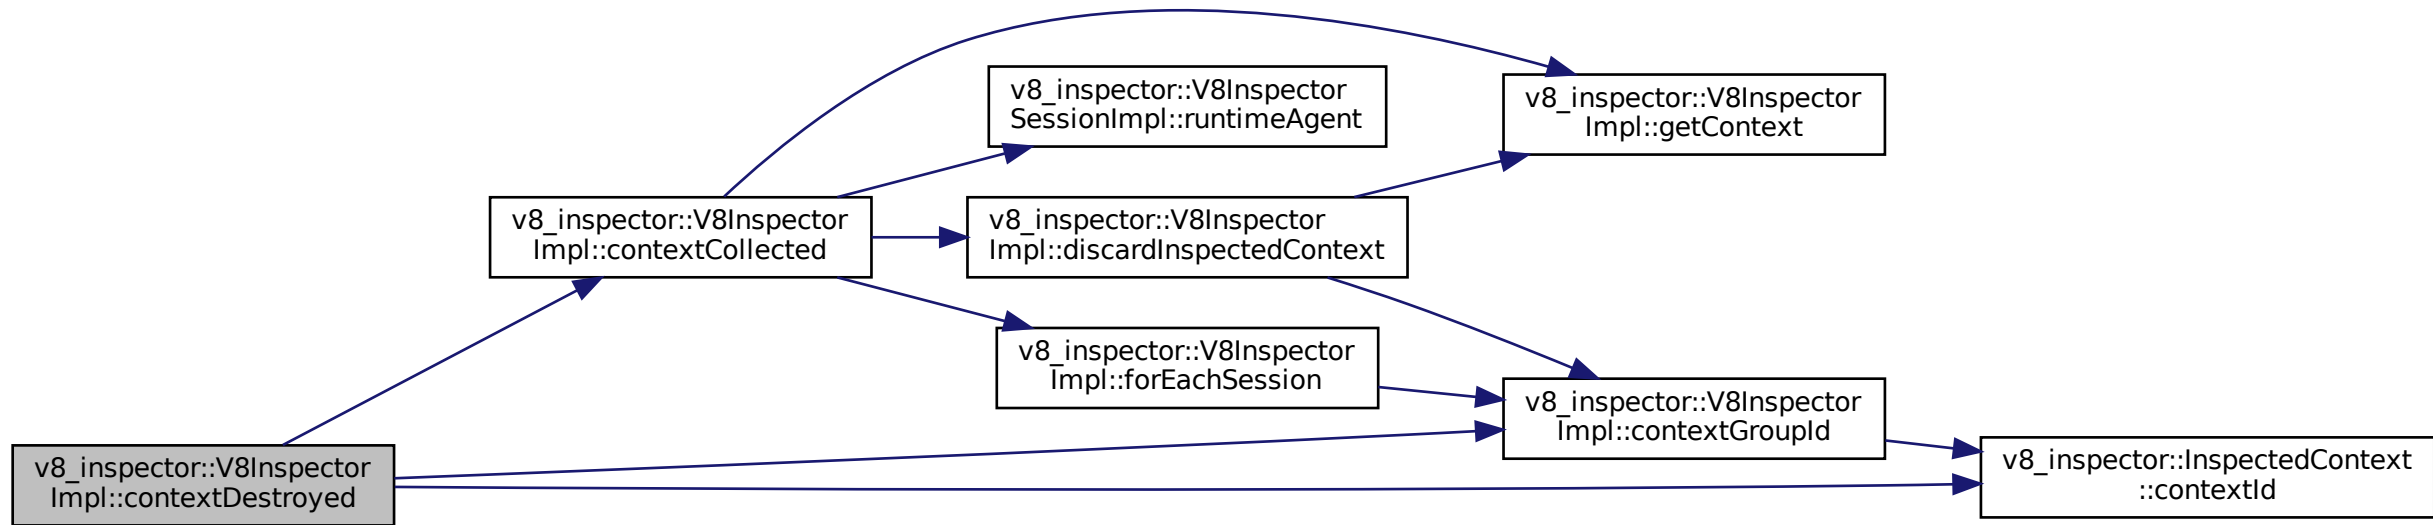 v8_inspector::V8Inspector
SessionImpl::runtimeAgent
v8_inspector::V8Inspector
Impl::getContext
v8_inspector::V8Inspector
Impl::contextCollected
v8_inspector::V8Inspector
Impl::discardInspectedContext
v8_inspector::V8Inspector
Impl::forEachSession
v8_inspector::V8Inspector
Impl::contextGroupId
v8_inspector::V8Inspector
Impl::contextDestroyed
v8_inspector::InspectedContext
::contextId